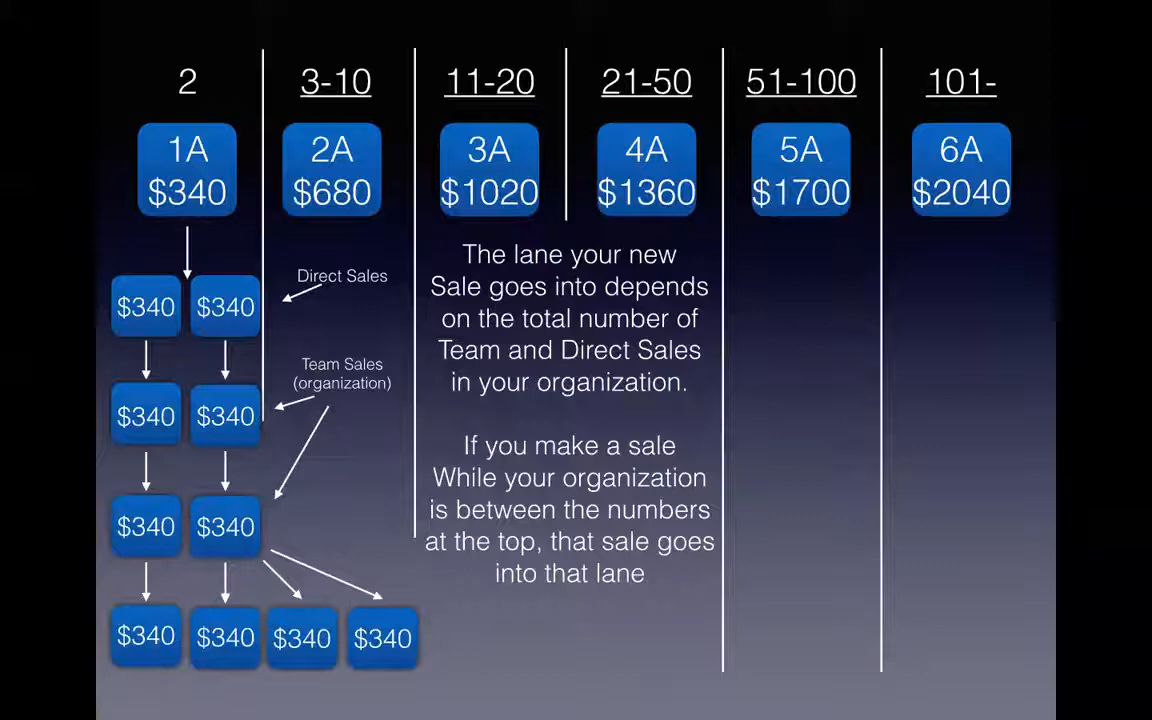 2
3-10
11-20
21-50
51-100
101-
1A
$340
2A
$680
3A
$1020
4A
$1360
5A
$1700
6A
$2040
The lane your new
Sale goes into depends
on the total number of
Team and Direct Sales
in your organization.
If you make a sale
While your organization
is between the numbers
at the top, that sale goes
into that lane
Direct Sales
$340 $340
Team Sales
(organization)
$340 $340
$340 $340
$340 $340 $340 $340